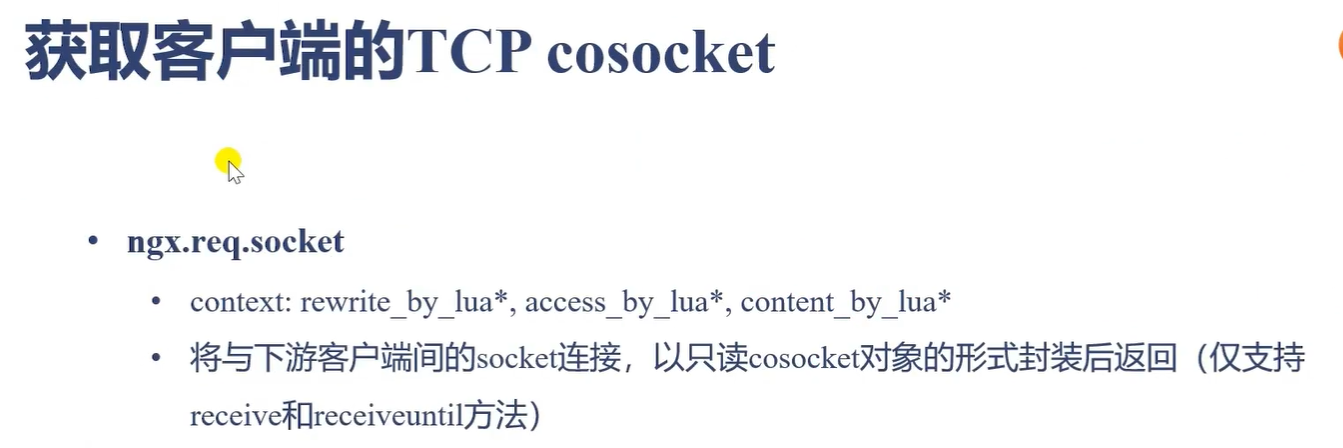 获取客户端的TCP cosocket
• ngx.req.socket
• context: rewrite_by_lua*, access_by_lua*, content_by_lua*
• 将与下游客户端间的socket连接，以只读cosocket对象的形式封装后返回（仅支持
receive和receiveuntil方法）